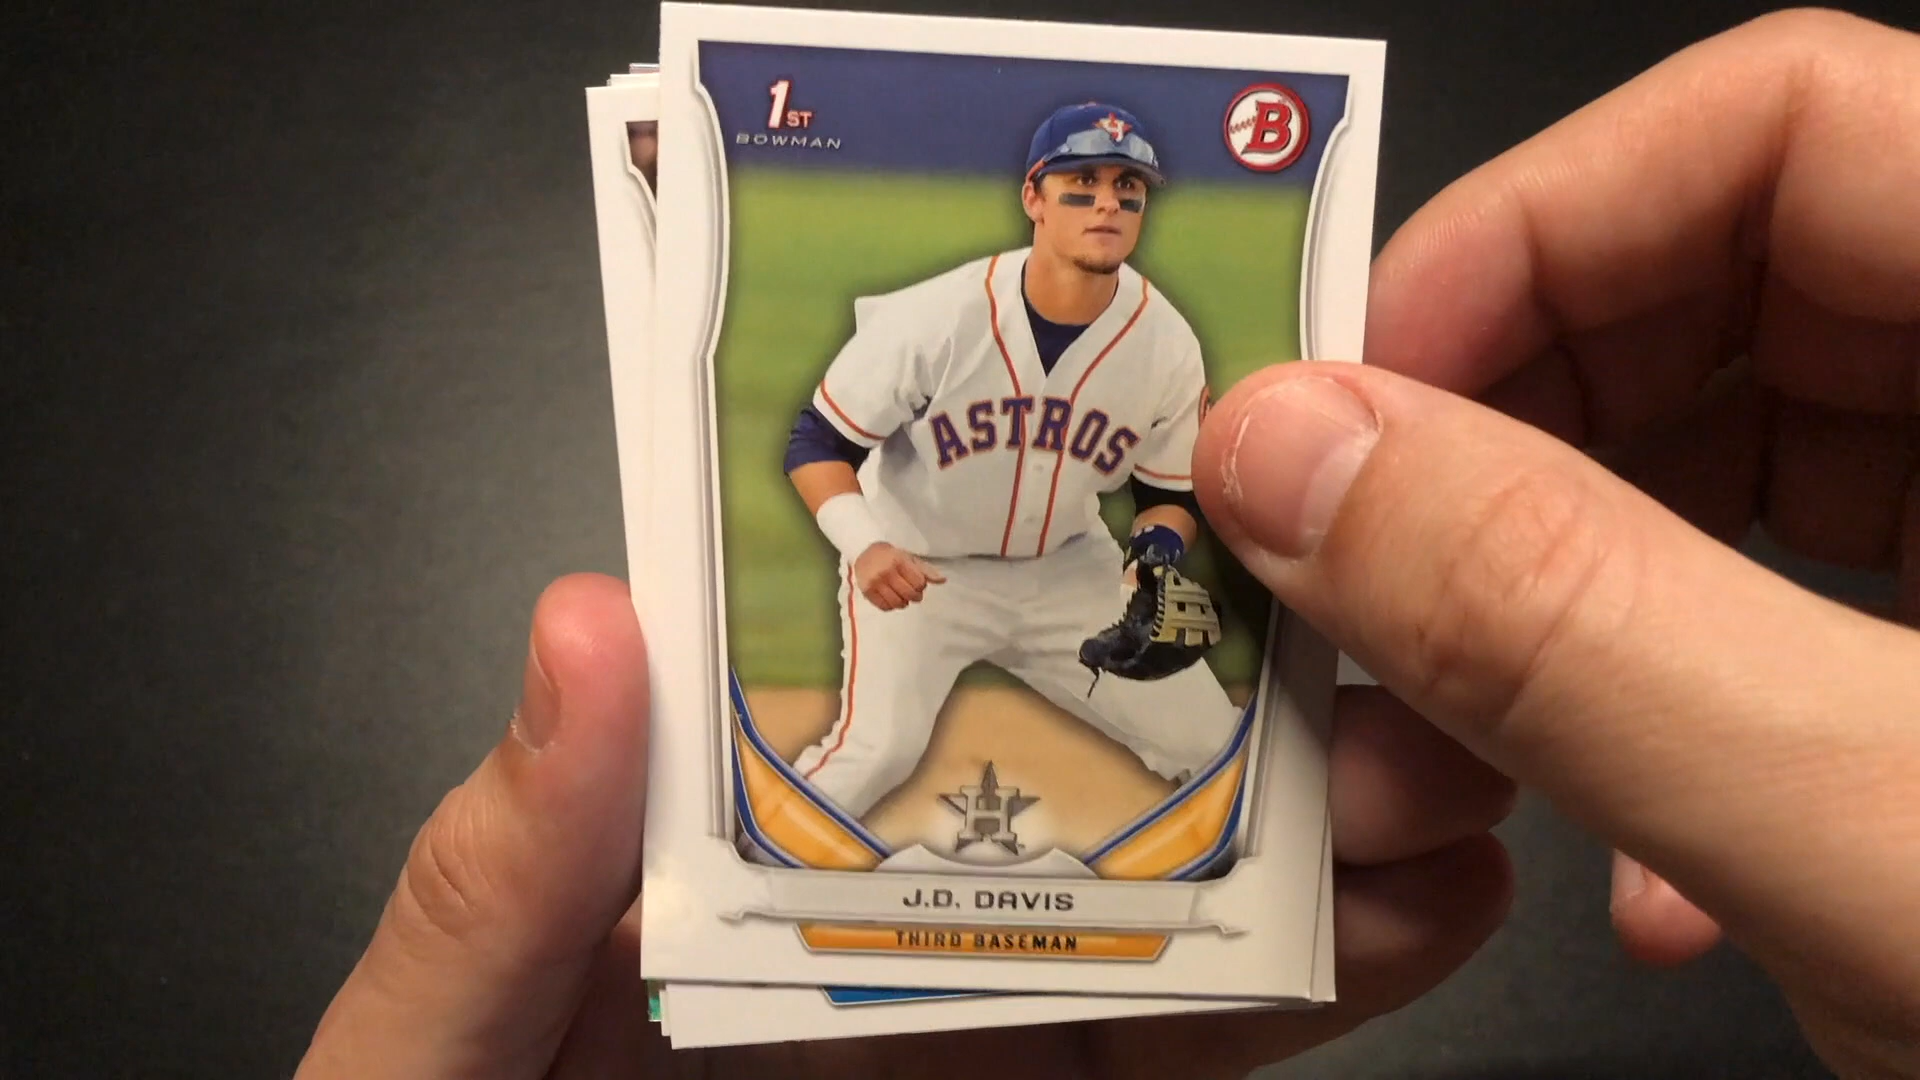 1ST
BOWMAN
B
H
ASTROS
H
J.D. DAVIS
THIRD BASEMAN